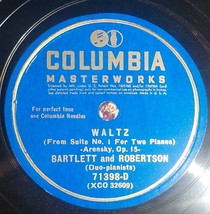 COLUMBIA
MASTERWORKS
For perfect tone
use Columbia Needles
WALTZ
(From Suite No. 1 For Two Pianos)
-Arensky, Op. 15-
BARTLETT and ROBERTSON
(Duo-pianists)
71398-D
(XCO 32609)